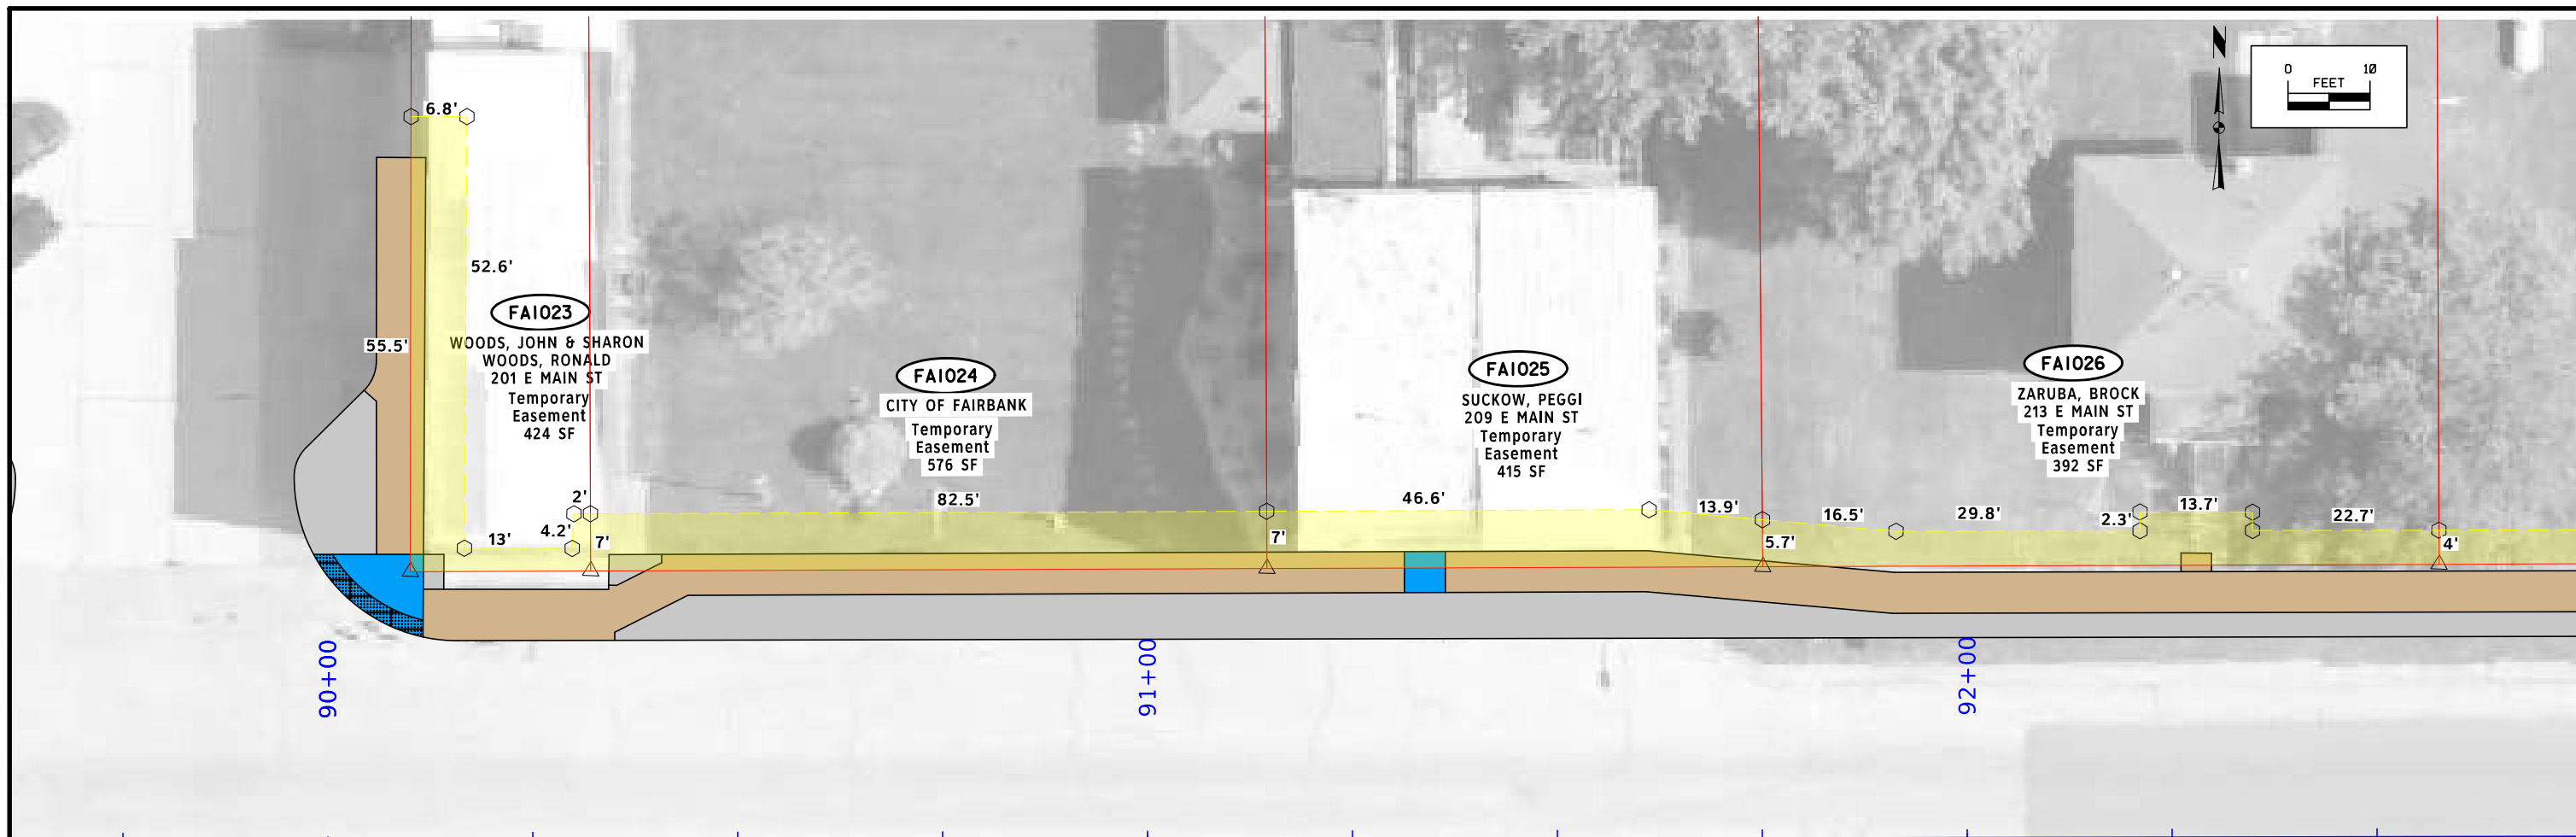 N
0 10
FEET
6.8'
52.6'
55.5'
FA1023
WOODS, JOHN & SHARON
WOODS, RONALD
201 E MAIN ST
Temporary
Easement
424 SF
2'
4.2'
13'
7'
FA1024
CITY OF FAIRBANK
Temporary
Easement
576 SF
82.5'
7'
FA1025
SUCKOW, PEGGI
209 E MAIN ST
Temporary
Easement
415 SF
46.6'
13.9'
5.7'
FA1026
ZARUBA, BROCK
213 E MAIN ST
Temporary
Easement
392 SF
16.5'
29.8'
2.3'
13.7'
22.7'
4'
90+00
91+00
92+00